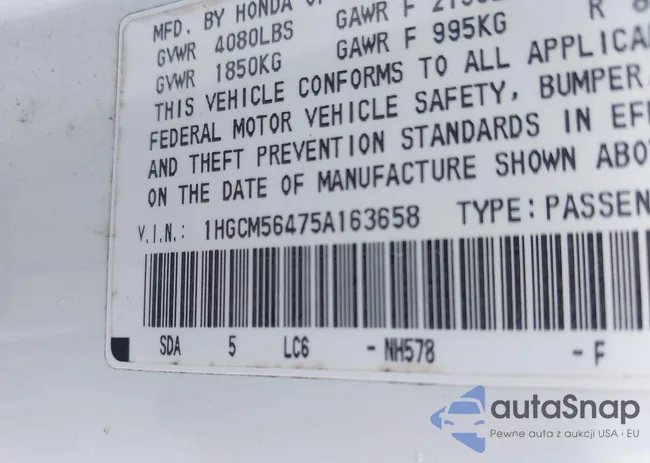 MFD. BY HONDA OF
GVWR 4080LBS GAWR F
GVWR 1850KG GAWR F 995KG R
THIS VEHICLE CONFORMS TO ALL APPLICA
FEDERAL MOTOR VEHICLE SAFETY, BUMPER,
AND THEFT PREVENTION STANDARDS IN EFF
ON THE DATE OF MANUFACTURE SHOWN ABO
V.I.N.: 1HGCM56475A163658 TYPE:PASSEN
SDA 5 LC6 - NH578 - F
autaSnap
Pewne auta z aukcji USA i EU